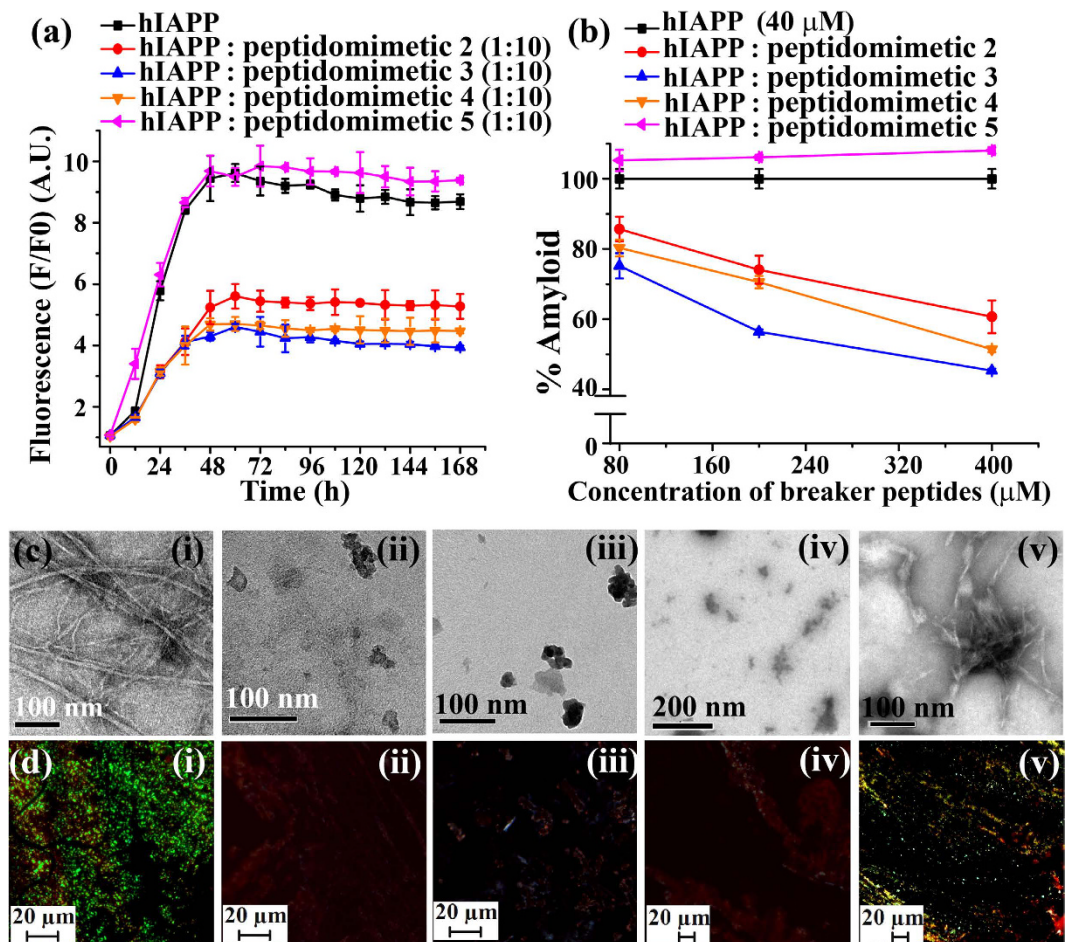 (a)
hIAPP
hIAPP : peptidomimetic 2 (1:10)
hIAPP : peptidomimetic 3 (1:10)
hIAPP : peptidomimetic 4 (1:10)
hIAPP : peptidomimetic 5 (1:10)
Fluorescence (F/F0) (A.U.)
10
8
6
4
2
0 24 48 72 96 120 144 168
Time (h)
(b)
hIAPP (40 μM)
hIAPP : peptidomimetic 2
hIAPP : peptidomimetic 3
hIAPP : peptidomimetic 4
hIAPP : peptidomimetic 5
% Amyloid
100
80
60
40
0
80 160 240 320 400
Concentration of breaker peptides (μM)
(c) (i) (ii) (iii) (iv) (v)
100 nm 100 nm 100 nm 200 nm 100 nm
(d) (i) (ii) (iii) (iv) (v)
20 μm 20 μm 20 μm 20 μm 20 μm